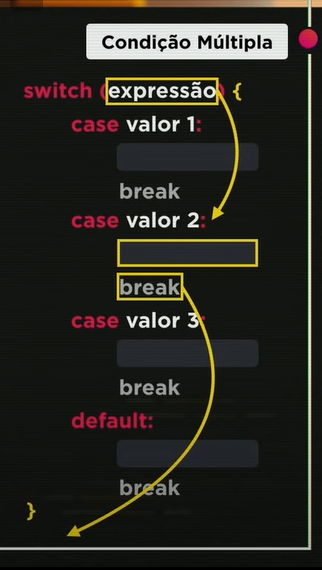 Condição Múltipla
switch (expressão) {
case valor 1:
break
case valor 2:
break
case valor 3:
break
default:
break
}